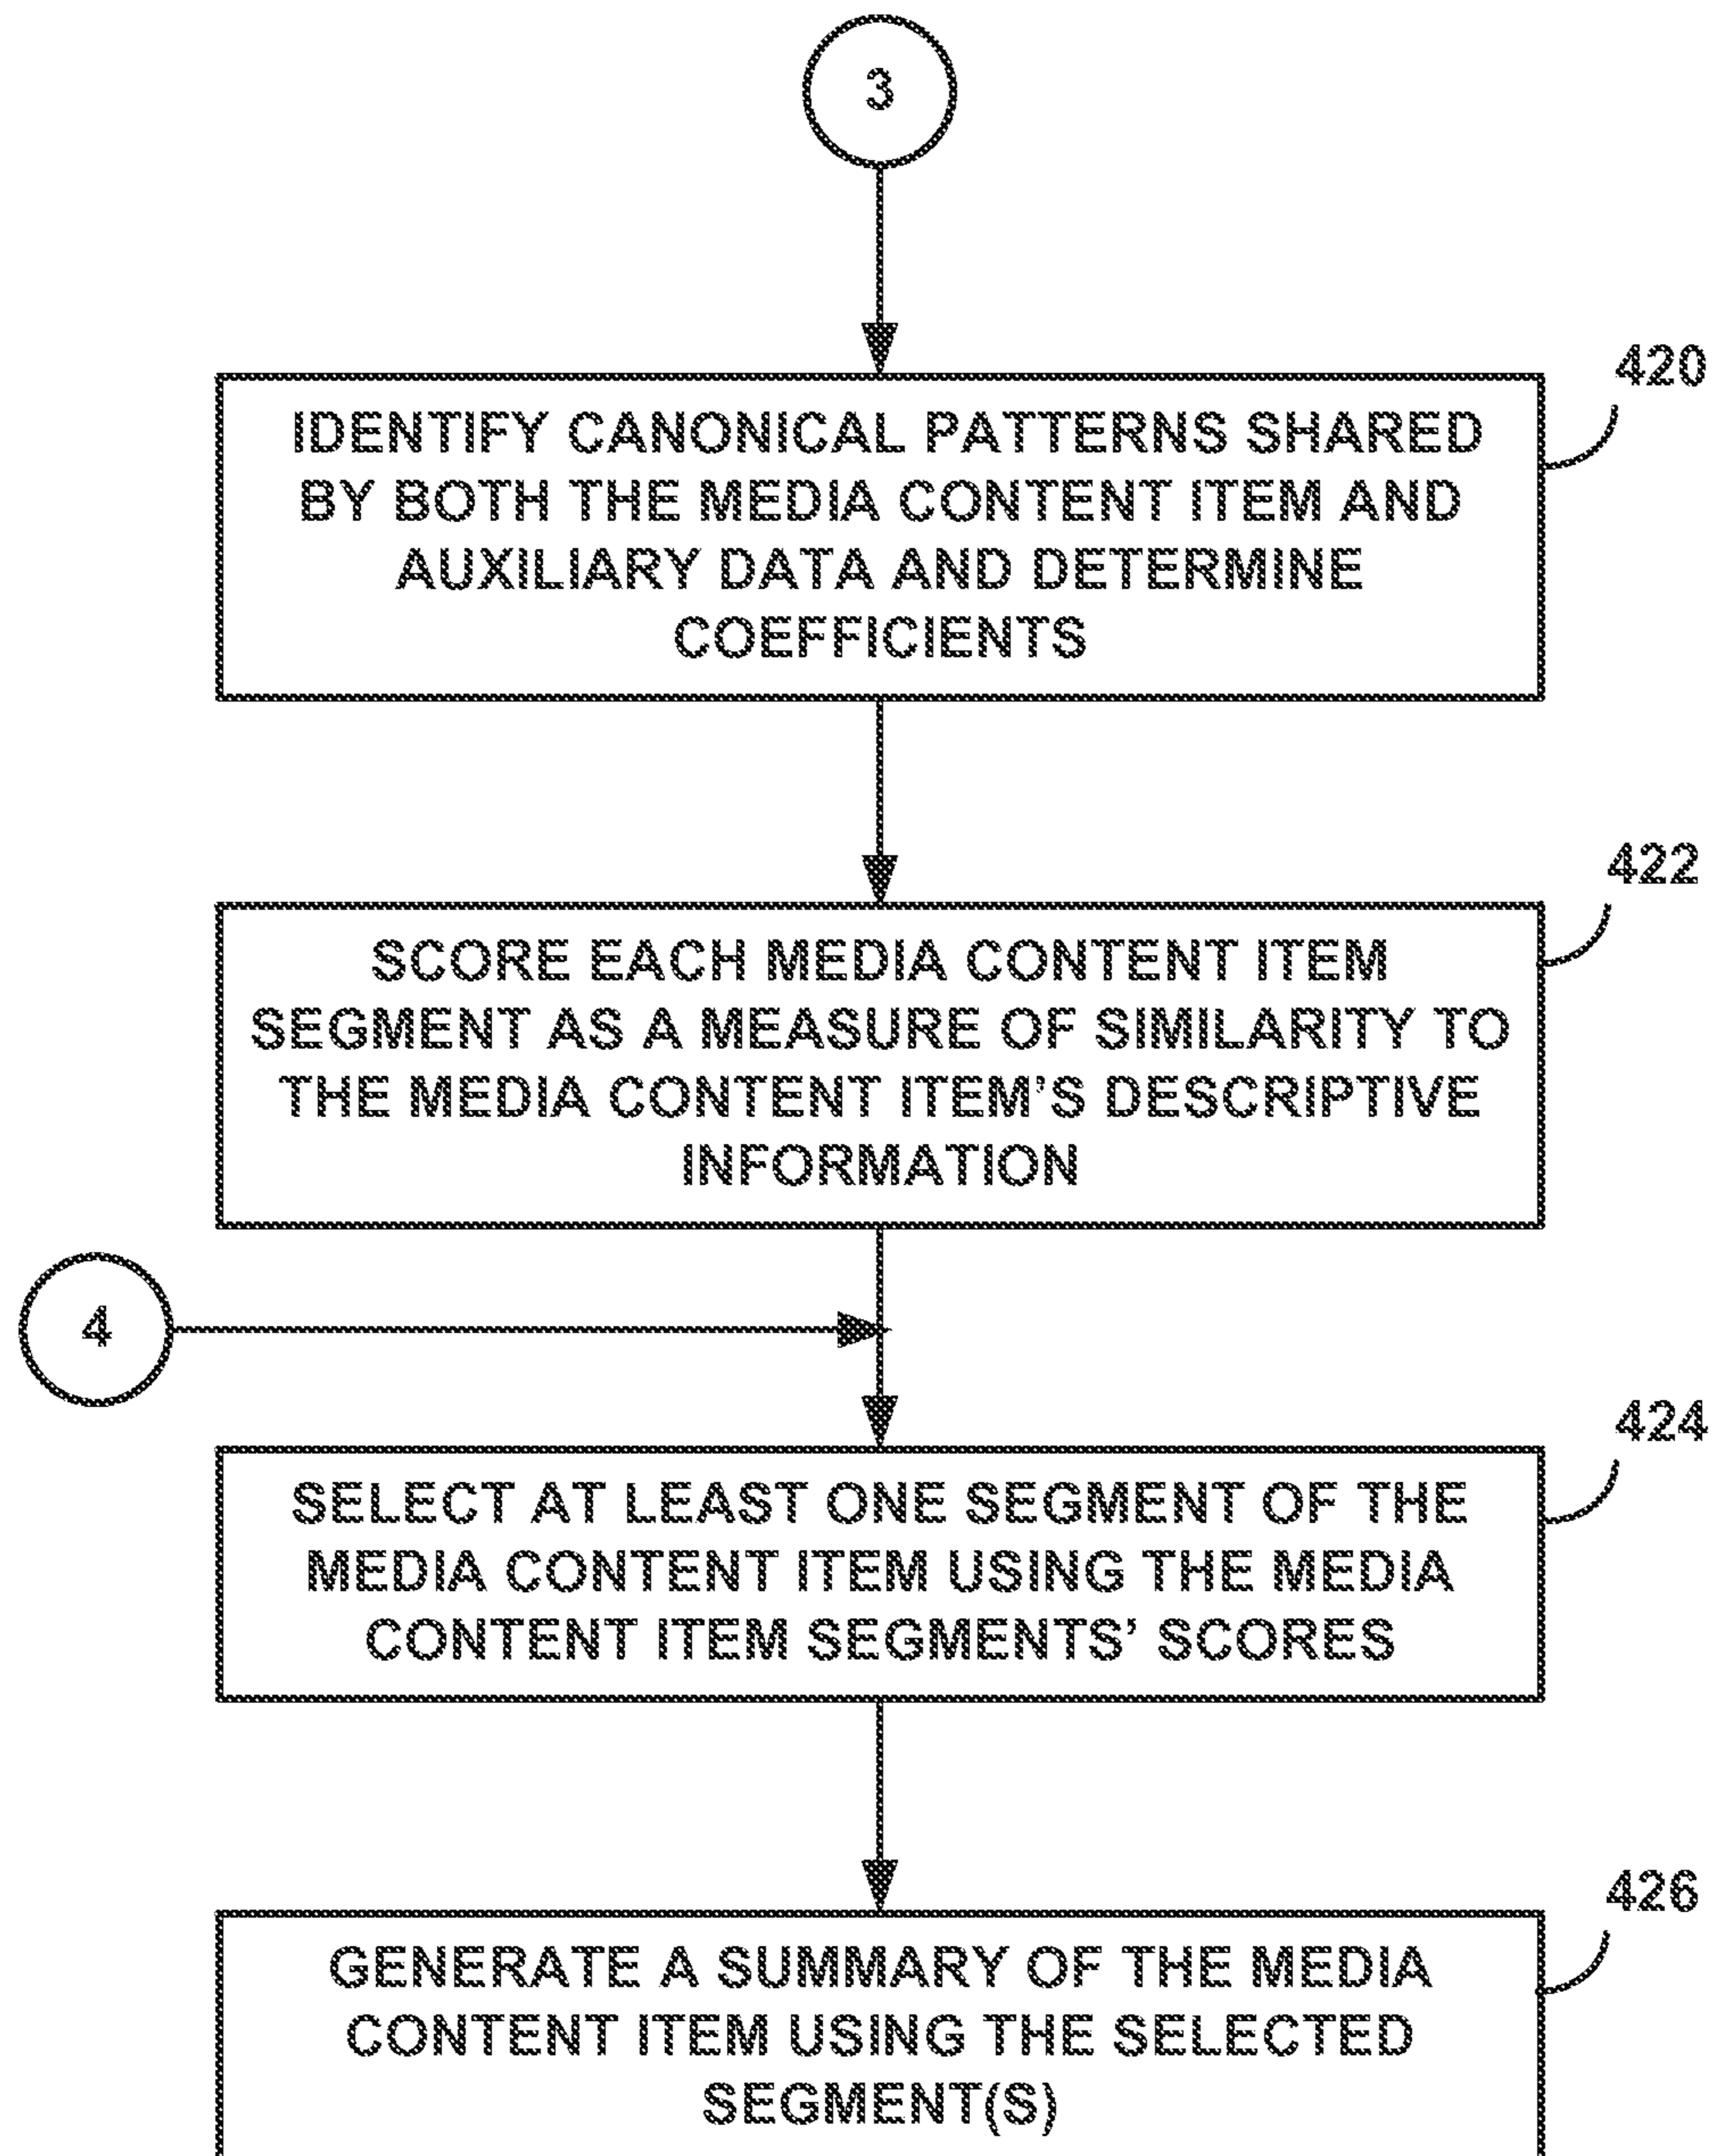 3
420
IDENTIFY CANONICAL PATTERNS SHARED
BY BOTH THE MEDIA CONTENT ITEM AND
AUXILIARY DATA AND DETERMINE
COEFFICIENTS
422
SCORE EACH MEDIA CONTENT ITEM
SEGMENT AS A MEASURE OF SIMILARITY TO
THE MEDIA CONTENT ITEM’S DESCRIPTIVE
INFORMATION
4
424
SELECT AT LEAST ONE SEGMENT OF THE
MEDIA CONTENT ITEM USING THE MEDIA
CONTENT ITEM SEGMENTS’ SCORES
426
GENERATE A SUMMARY OF THE MEDIA
CONTENT ITEM USING THE SELECTED
SEGMENT(S)